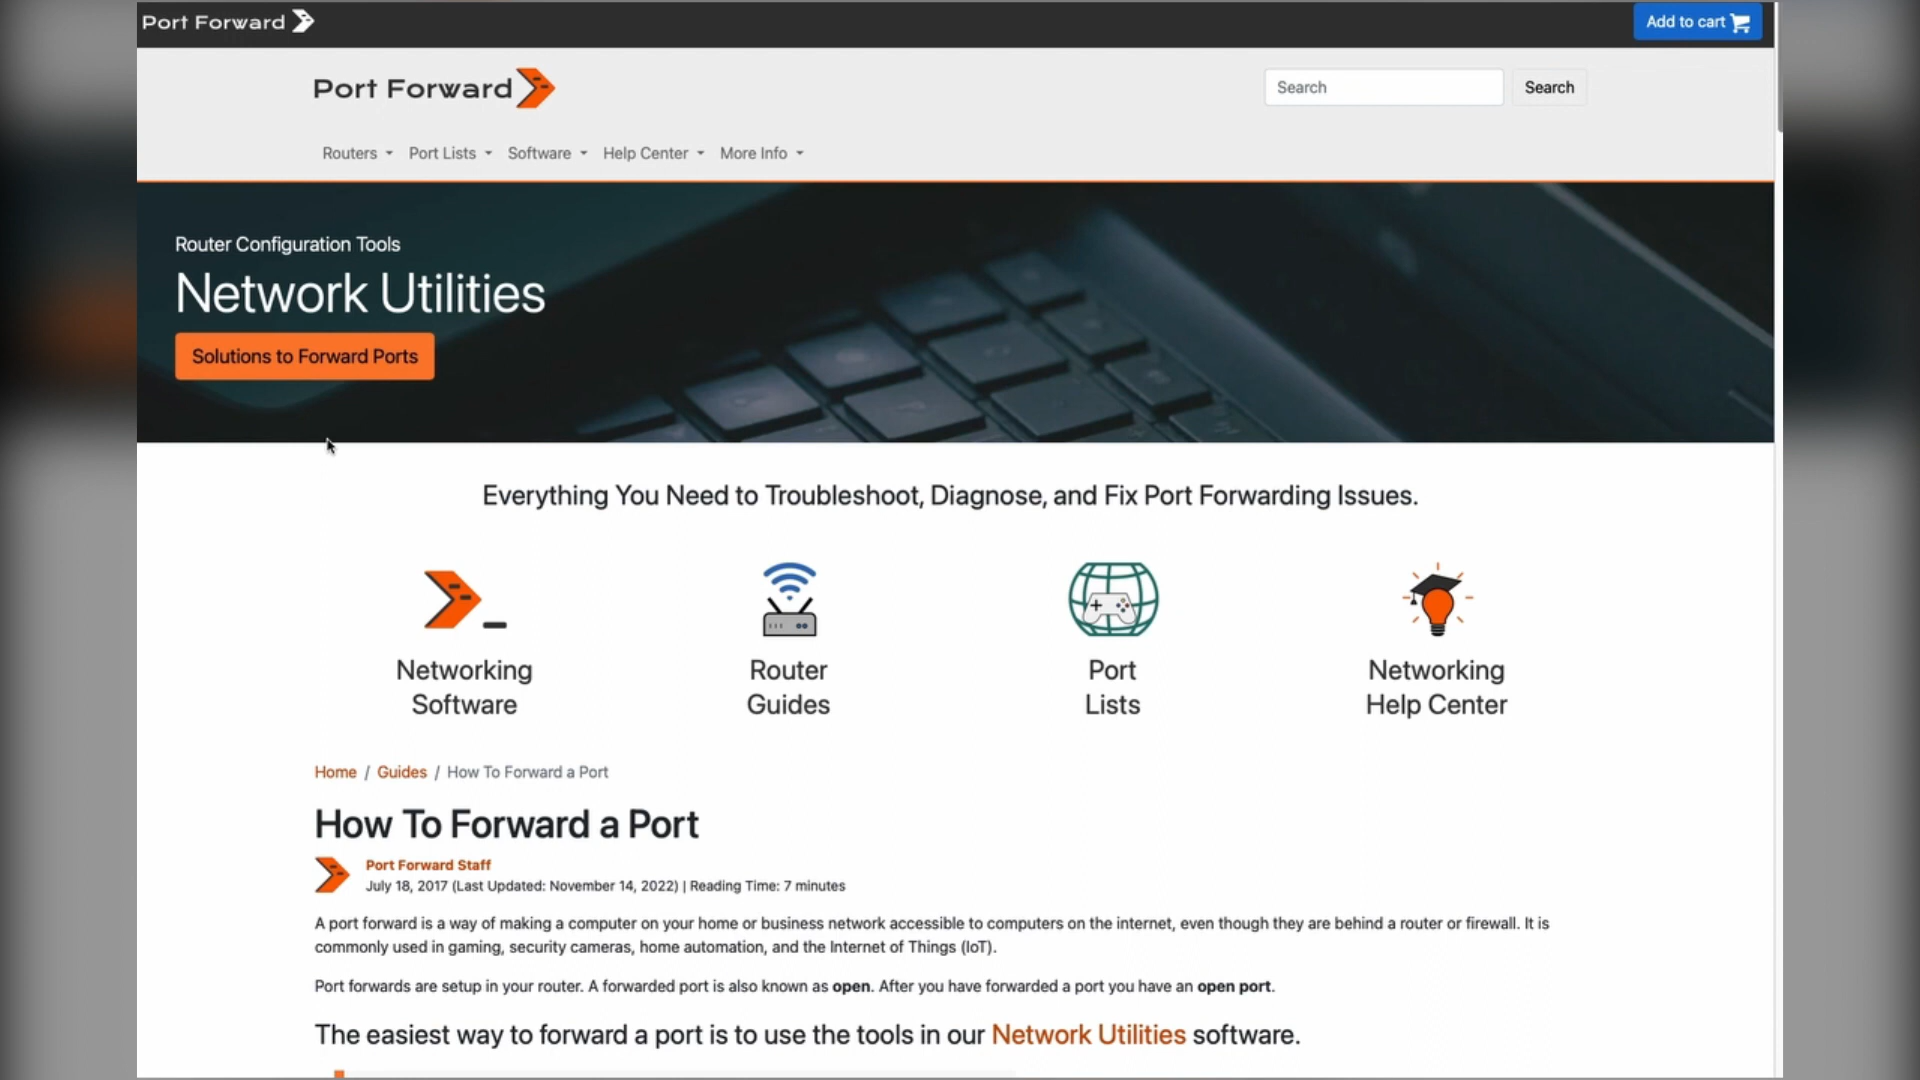 Port Forward
Add to cart
Port Forward
Search
Search
Routers
Port Lists
Software
Help Center
More Info
Router Configuration Tools
Network Utilities
Solutions to Forward Ports
Everything You Need to Troubleshoot, Diagnose, and Fix Port Forwarding Issues.
Networking
Software
Router
Guides
Port
Lists
Networking
Help Center
Home / Guides / How To Forward a Port
How To Forward a Port
Port Forward Staff
July 18, 2017 (Last Updated: November 14, 2022) | Reading Time: 7 minutes
A port forward is a way of making a computer on your home or business network accessible to computers on the internet, even though they are behind a router or firewall. It is
commonly used in gaming, security cameras, home automation, and the Internet of Things (IoT).
Port forwards are setup in your router. A forwarded port is also known as open. After you have forwarded a port you have an open port.
The easiest way to forward a port is to use the tools in our Network Utilities software.